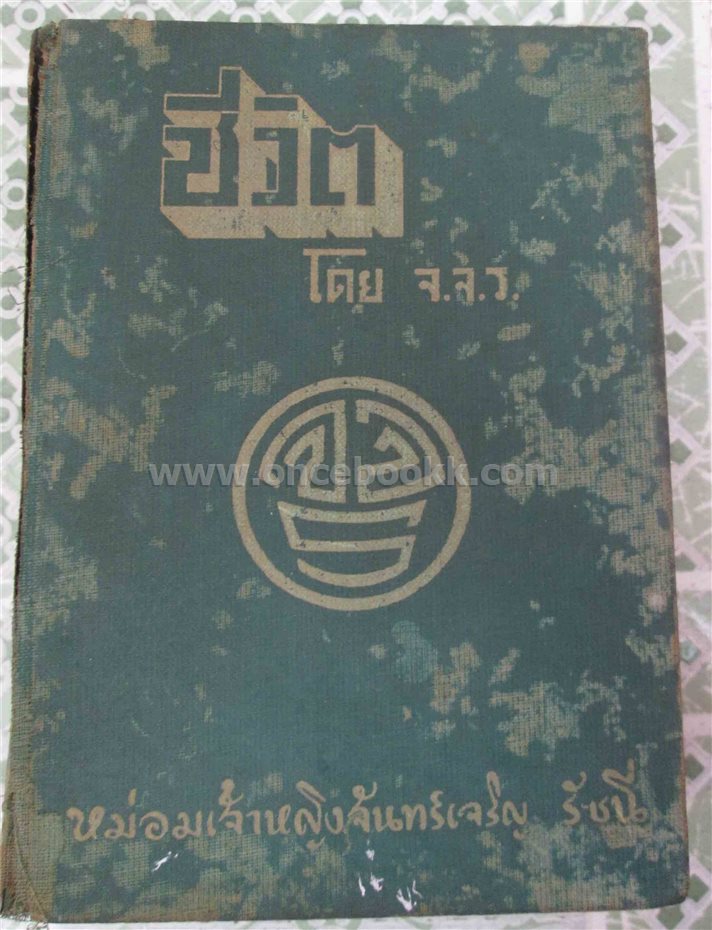 ชีวิต
โดย จ.จ.ร.
www.oncebookk.com
หม่อมเจ้าหญิงจันทร์เจริญ รัชนี